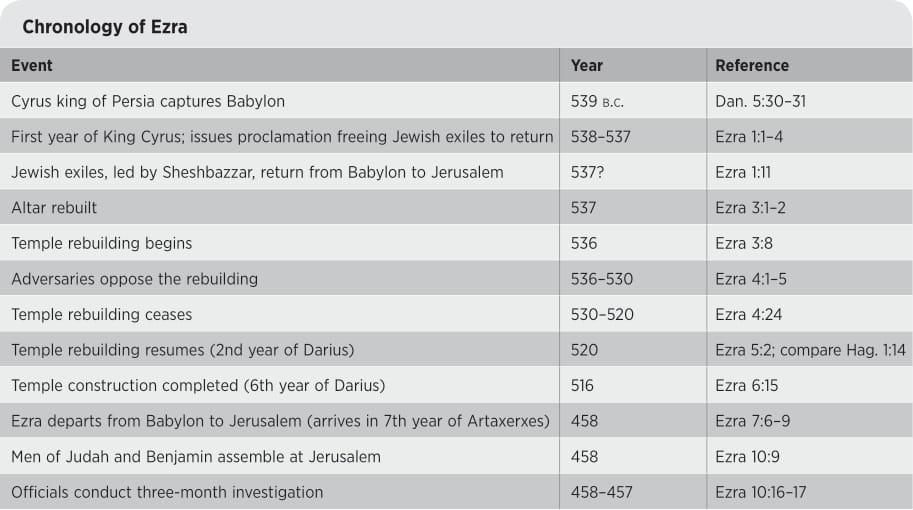 Chronology of Ezra
Event Year Reference
Cyrus king of Persia captures Babylon 539 B.C. Dan. 5:30–31
First year of King Cyrus; issues proclamation freeing Jewish exiles to return 538–537 Ezra 1:1–4
Jewish exiles, led by Sheshbazzar, return from Babylon to Jerusalem 537? Ezra 1:11
Altar rebuilt 537 Ezra 3:1–2
Temple rebuilding begins 536 Ezra 3:8
Adversaries oppose the rebuilding 536–530 Ezra 4:1–5
Temple rebuilding ceases 530–520 Ezra 4:24
Temple rebuilding resumes (2nd year of Darius) 520 Ezra 5:2; compare Hag. 1:14
Temple construction completed (6th year of Darius) 516 Ezra 6:15
Ezra departs from Babylon to Jerusalem (arrives in 7th year of Artaxerxes) 458 Ezra 7:6–9
Men of Judah and Benjamin assemble at Jerusalem 458 Ezra 10:9
Officials conduct three-month investigation 458–457 Ezra 10:16–17